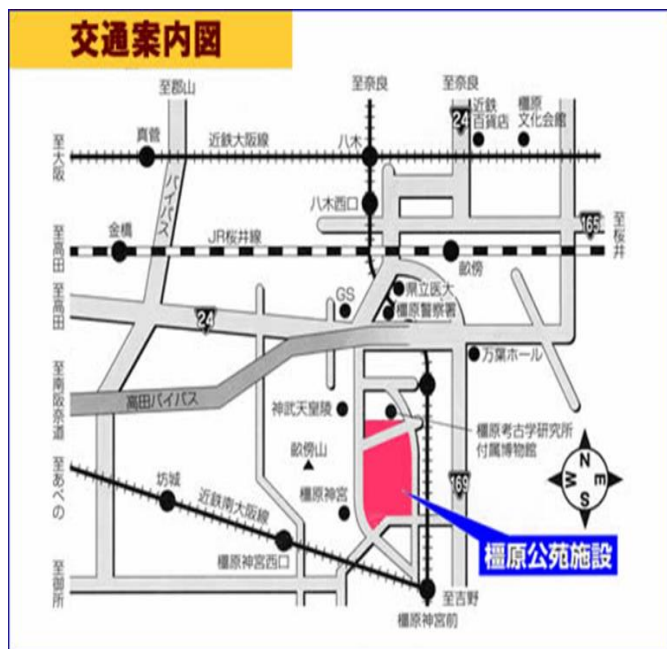 交通案内図
至郡山
至奈良
至奈良
24
近鉄
百貨店
橿原
文化会館
至大阪
真菅
近鉄大阪線
八木
バイパス
八木西口
165
至桜井
至高田
金橋
JR桜井線
畝傍
至高田
24
GS
県立医大
橿原警察署
万葉ホール
至南阪奈道
高田バイパス
神武天皇陵
橿原考古学研究所
付属博物館
畝傍山
至あべの
坊城
近鉄南大阪線
橿原神宮
169
N
W
E
S
橿原公苑施設
橿原神宮西口
至御所
至吉野
橿原神宮前